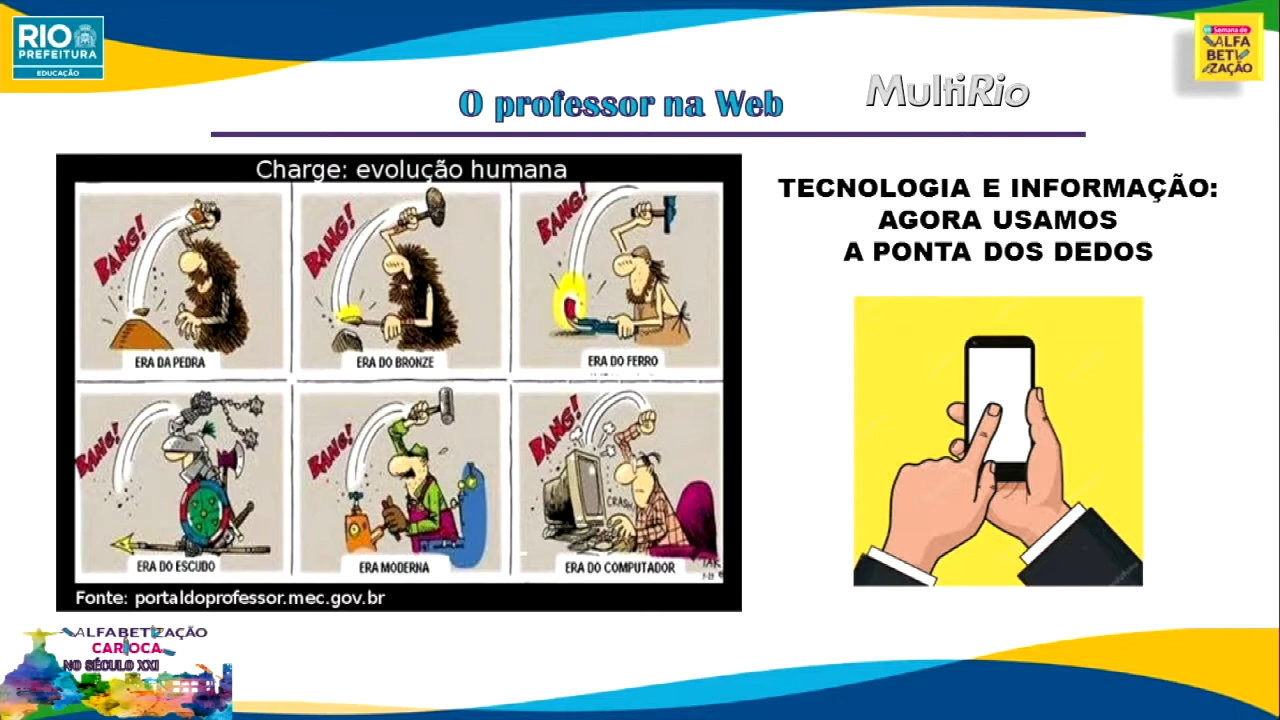 RIO
PREFEITURA
EDUCAÇÃO
Semana de
ALFA
BETI
ZAÇÃO
O professor na Web
MultiRio
Charge: evolução humana
BANG!
ERA DA PEDRA
BANG!
ERA DO BRONZE
BANG!
ERA DO FERRO
BANG!
ERA DO ESCUDO
BANG!
ERA MODERNA
BANG!
CRASH
ERA DO COMPUTADOR
Fonte: portaldoprofessor.mec.gov.br
TECNOLOGIA E INFORMAÇÃO:
AGORA USAMOS
A PONTA DOS DEDOS
ALFABETIZAÇÃO
CARIOCA
NO SÉCULO XXI